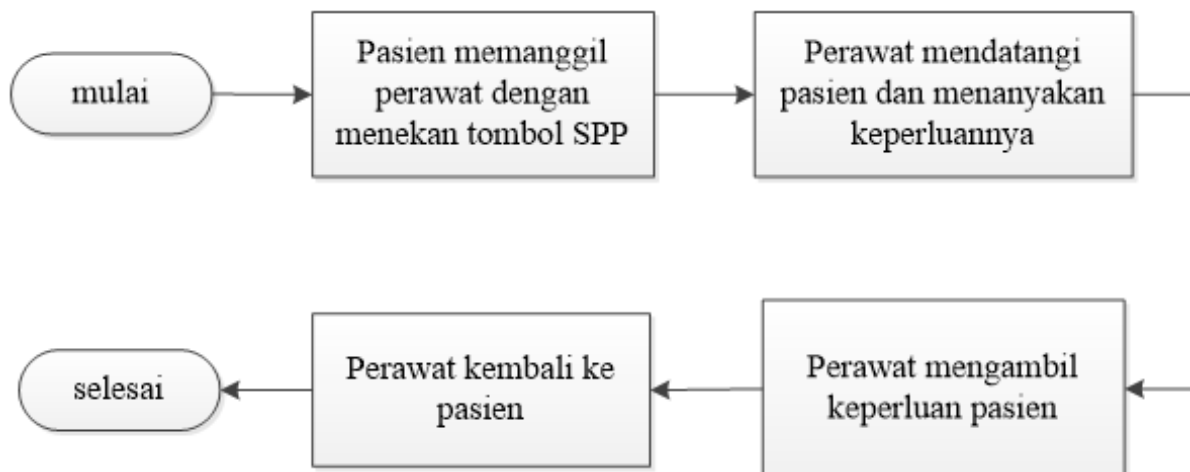 mulai
Pasien memanggil
perawat dengan
menekan tombol SPP
Perawat mendatangi
pasien dan menanyakan
keperluannya
Perawat mengambil
keperluan pasien
Perawat kembali ke
pasien
selesai